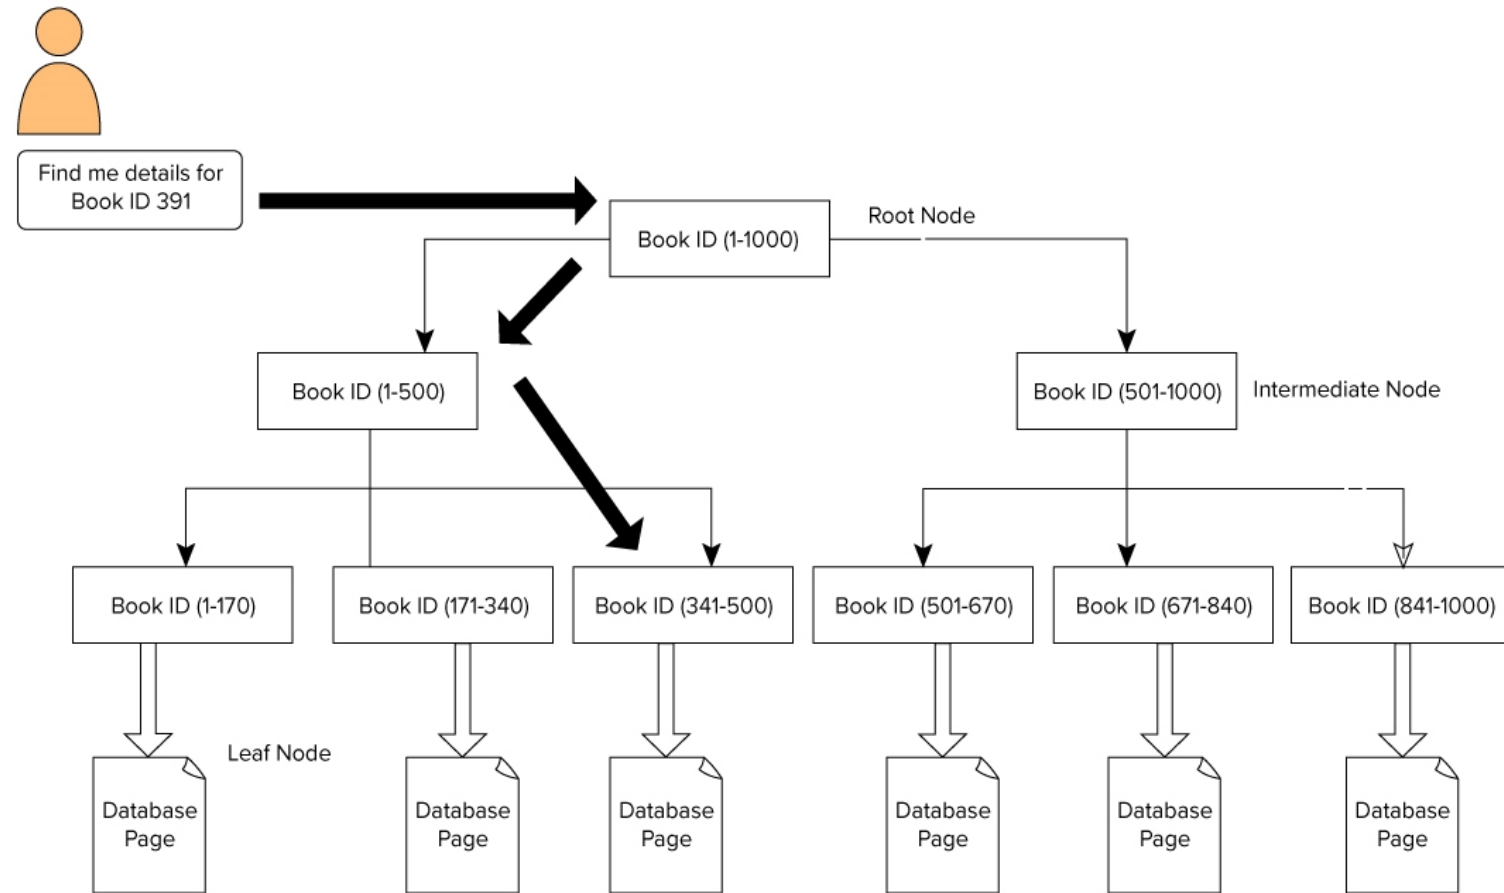 Find me details for
Book ID 391
Root Node
Book ID (1-1000)
Book ID (1-500)
Book ID (501-1000)
Intermediate Node
Book ID (1-170)
Book ID (171-340)
Book ID (341-500)
Book ID (501-670)
Book ID (671-840)
Book ID (841-1000)
Leaf Node
Database
Page
Database
Page
Database
Page
Database
Page
Database
Page
Database
Page